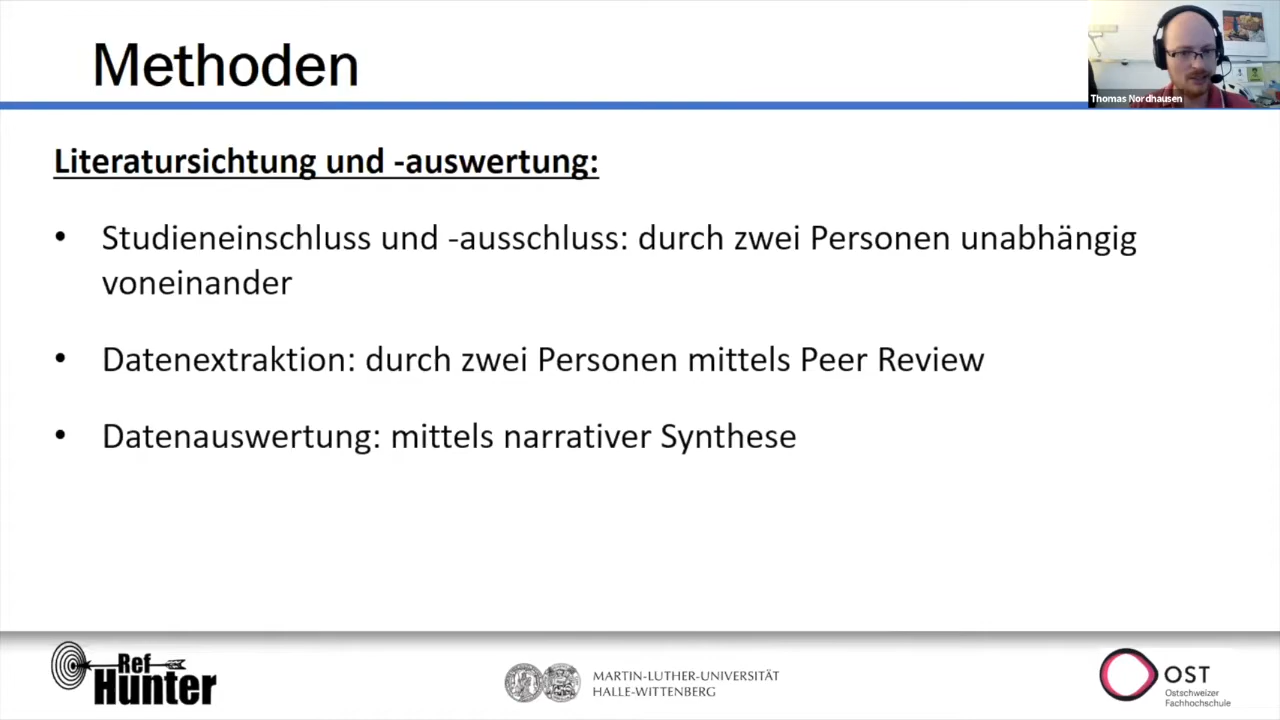 Methoden
Thomas Nordhausen
Literatursichtung und -auswertung:
• Studieneinschluss und -ausschluss: durch zwei Personen unabhängig
voneinander
• Datenextraktion: durch zwei Personen mittels Peer Review
• Datenauswertung: mittels narrativer Synthese
Ref
Hunter
MARTIN-LUTHER-UNIVERSITÄT
HALLE-WITTENBERG
OST
Ostschweizer
Fachhochschule